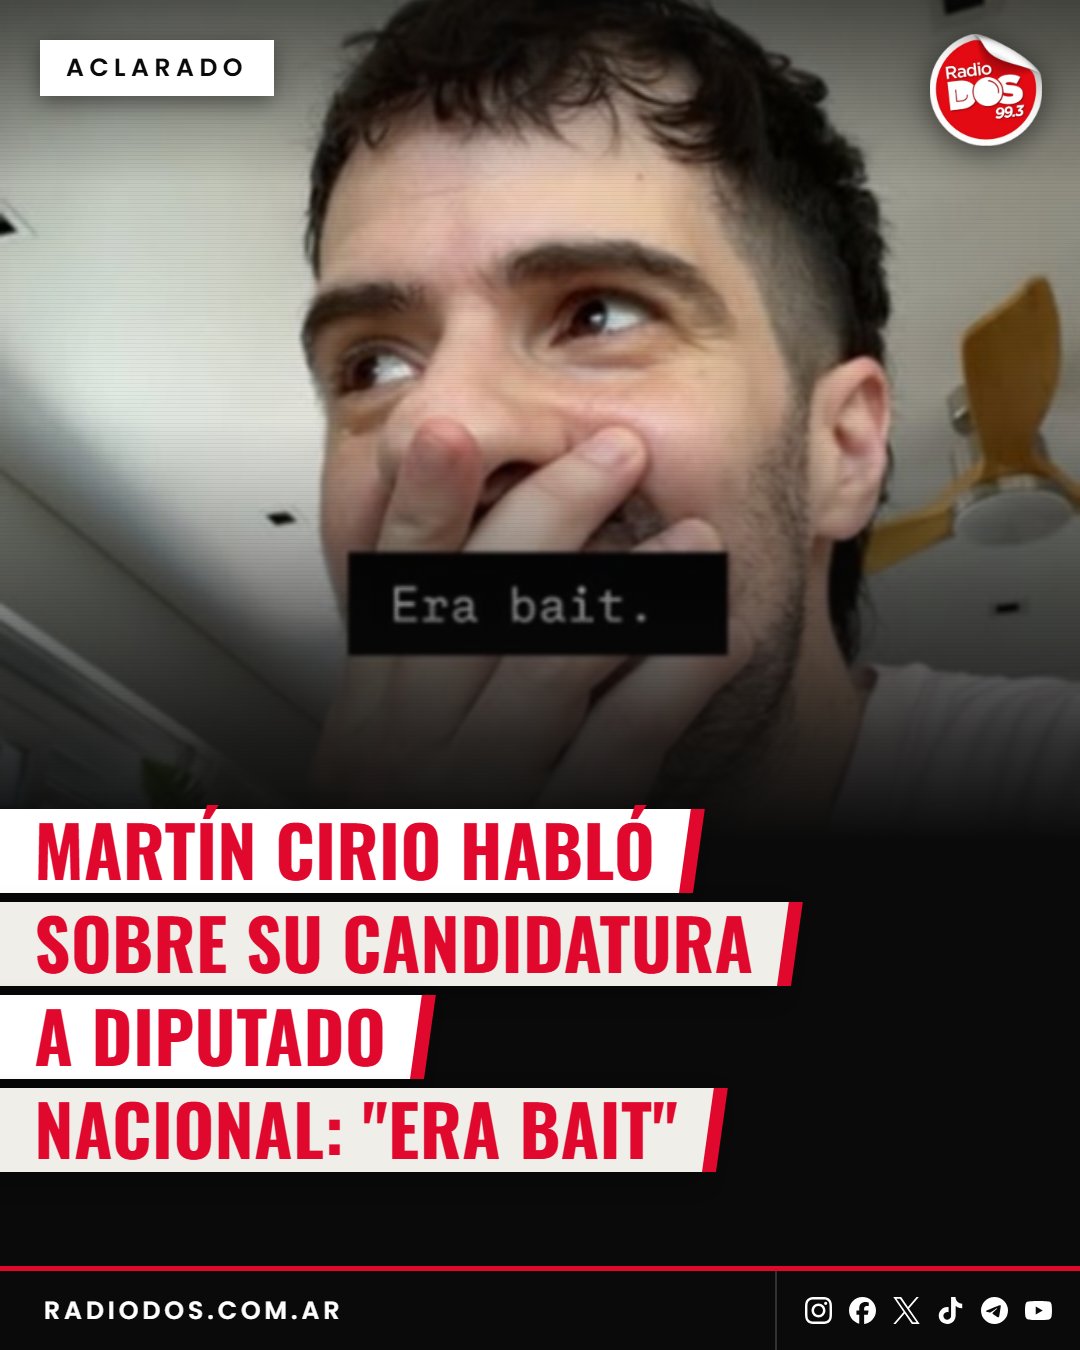 ACLARADO
Radio
DOS
99.3
Era bait.
MARTÍN CIRIO HABLÓ
SOBRE SU CANDIDATURA
A DIPUTADO
NACIONAL: "ERA BAIT"
RADIODOS.COM.AR